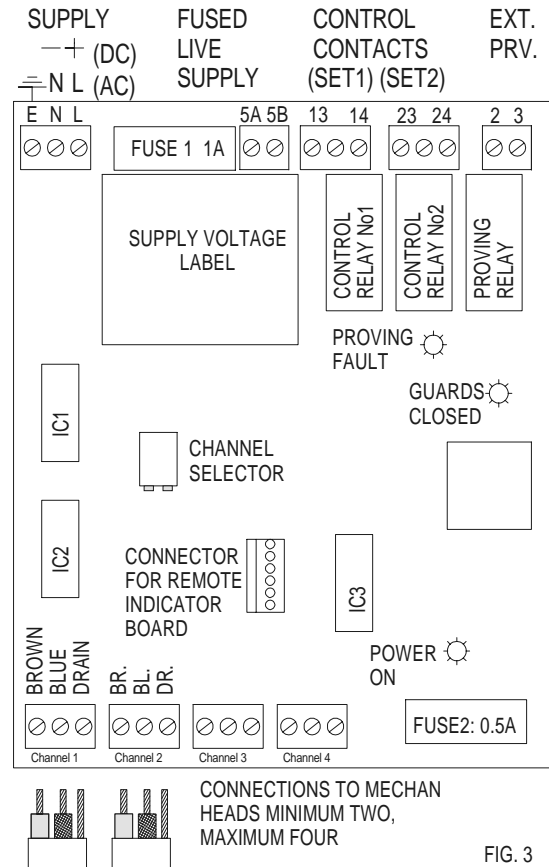 SUPPLY
− + (DC)
N L (AC)
FUSED
LIVE
SUPPLY
CONTROL
CONTACTS
(SET1) (SET2)
EXT.
PRV.
E N L
5A 5B
13 14
23 24
2 3
FUSE 1 1A
SUPPLY VOLTAGE
LABEL
CONTROL
RELAY No1
CONTROL
RELAY No2
PROVING
RELAY
PROVING
FAULT
GUARDS
CLOSED
IC1
CHANNEL
SELECTOR
IC2
CONNECTOR
FOR REMOTE
INDICATOR
BOARD
IC3
POWER
ON
BROWN
BLUE
DRAIN
BR.
BL.
DR.
FUSE2: 0.5A
Channel 1
Channel 2
Channel 3
Channel 4
CONNECTIONS TO MECHAN
HEADS MINIMUM TWO,
MAXIMUM FOUR
FIG. 3